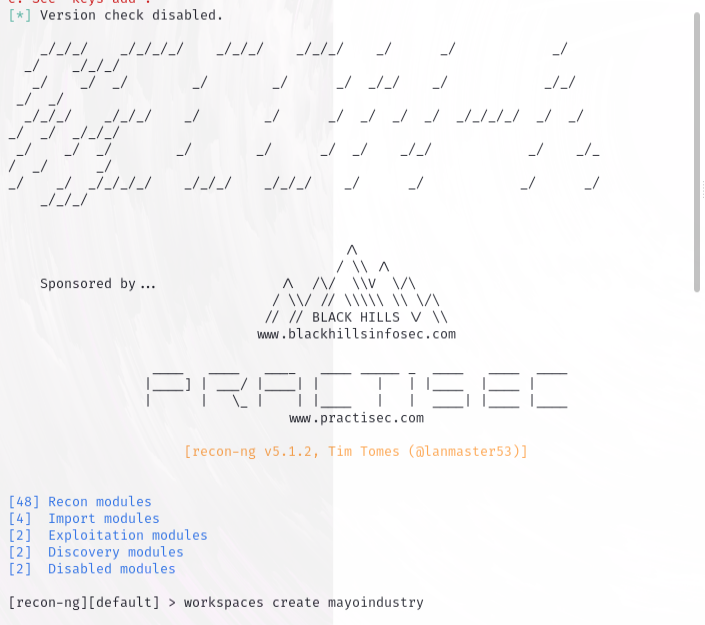 [*] Version check disabled.
Sponsored by...
BLACK HILLS
www.blackhillsinfosec.com
PRACTISEC
www.practisec.com
[recon-ng v5.1.2, Tim Tomes (@lanmaster53)]
[48] Recon modules
[4]  Import modules
[2]  Exploitation modules
[2]  Discovery modules
[2]  Disabled modules
[recon-ng][default] > workspaces create mayoindustry